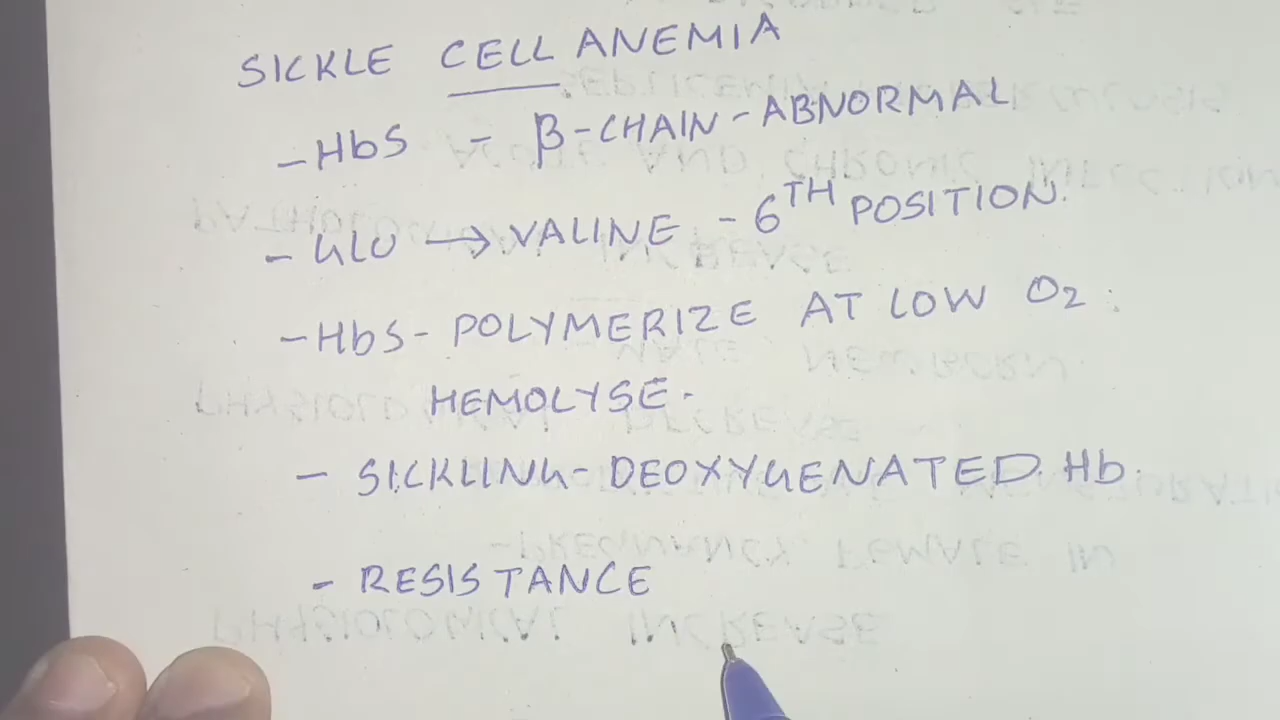 SICKLE CELL ANEMIA
- HbS - β-CHAIN-ABNORMAL
- GLU → VALINE - 6TH POSITION.
- HbS - POLYMERIZE AT LOW O2
HEMOLYSE.
- SICKLING - DEOXYGENATED Hb.
- RESISTANCE